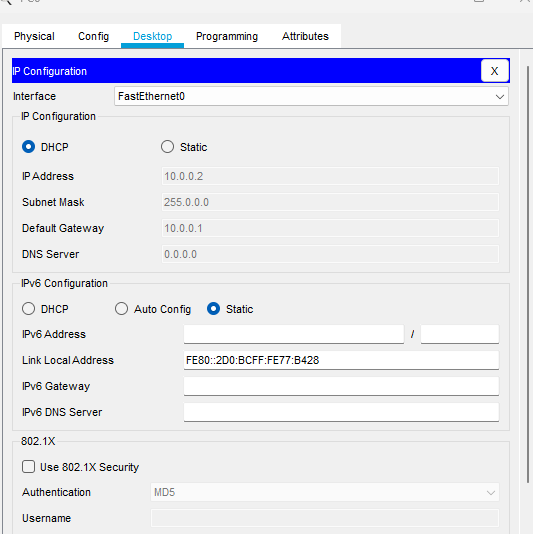 Physical Config Desktop Programming Attributes
IP Configuration
X
Interface FastEthernet0
IP Configuration
DHCP Static
IP Address 10.0.0.2
Subnet Mask 255.0.0.0
Default Gateway 10.0.0.1
DNS Server 0.0.0.0
IPv6 Configuration
DHCP Auto Config Static
IPv6 Address /
Link Local Address FE80::2D0:BCFF:FE77:B428
IPv6 Gateway
IPv6 DNS Server
802.1X
Use 802.1X Security
Authentication MD5
Username